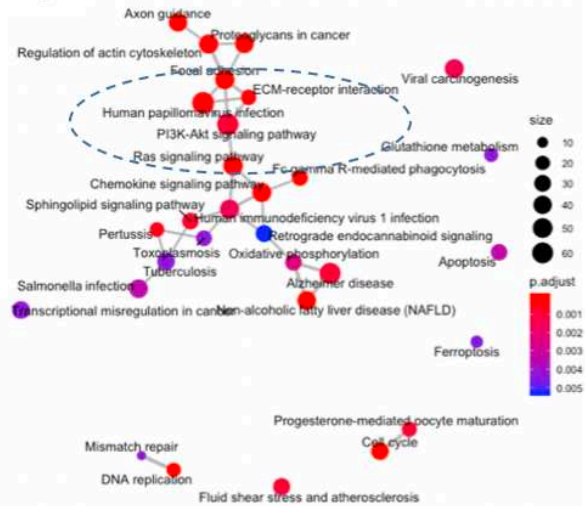 Axon guidance
Proteoglycans in cancer
Regulation of actin cytoskeleton
Focal adhesion
Viral carcinogenesis
ECM-receptor interaction
Human papillomavirus infection
PI3K-Akt signaling pathway
Glutathione metabolism
Ras signaling pathway
Fc gamma R-mediated phagocytosis
Chemokine signaling pathway
Sphingolipid signaling pathway
Human immunodeficiency virus 1 infection
Pertussis
Retrograde endocannabinoid signaling
Toxoplasmosis
Oxidative phosphorylation
Apoptosis
Tuberculosis
Salmonella infection
Alzheimer disease
Transcriptional misregulation in cancer
Non-alcoholic fatty liver disease (NAFLD)
Ferroptosis
Progesterone-mediated oocyte maturation
Cell cycle
Mismatch repair
DNA replication
Fluid shear stress and atherosclerosis
size
10
20
30
40
50
60
p.adjust
0.001
0.002
0.003
0.004
0.005